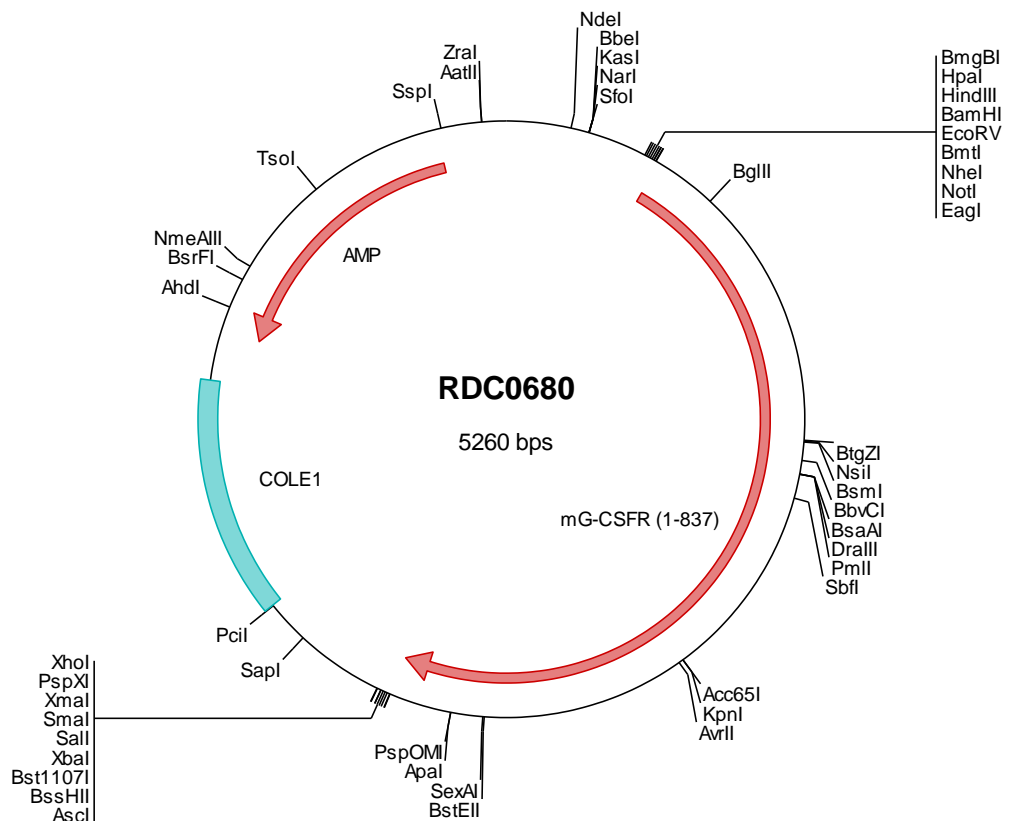 NdeI
BbeI
KasI
NarI
SfoI
ZraI
AatII
SspI
TsoI
NmeAIII
BsrFI
AhdI
BmgBI
HpaI
HindIII
BamHI
EcoRV
BmtI
NheI
NotI
EagI
BglII
AMP
RDC0680
5260 bps
COLE1
mG-CSFR (1-837)
BtgZI
NsiI
BsmI
BbvCI
BsaAI
DraIII
PmlI
SbfI
Acc65I
KpnI
AvrII
PciI
SapI
XhoI
PspXI
XmaI
SmaI
SalI
XbaI
Bst1107I
BssHII
AscI
PspOMI
ApaI
SexAI
BstEII